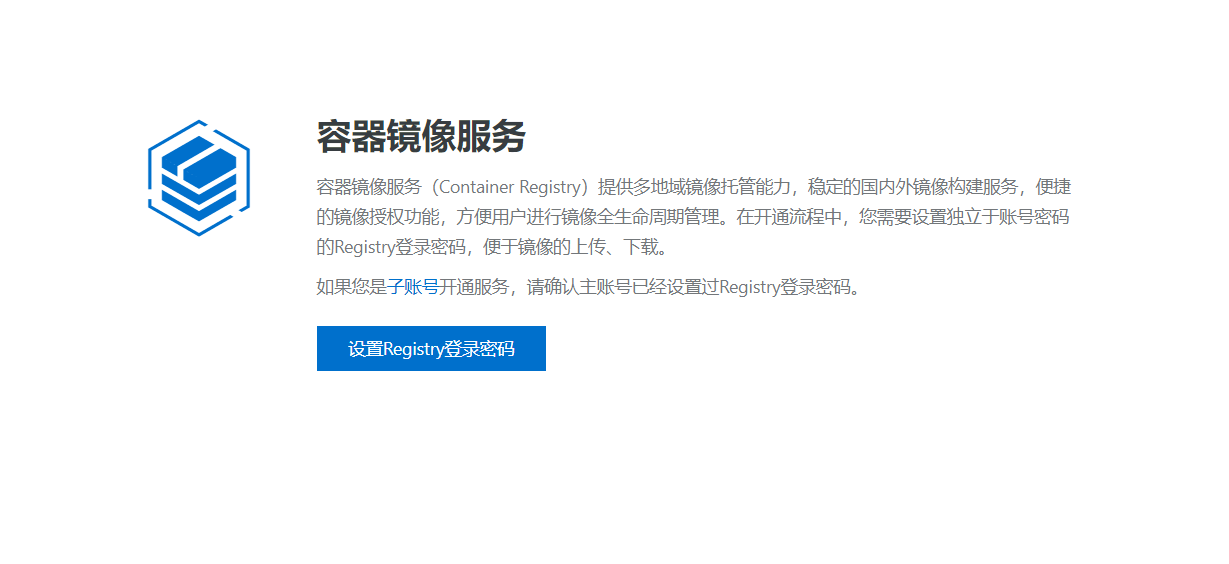 容器镜像服务
容器镜像服务（Container Registry）提供多地域镜像托管能力，稳定的国内外镜像构建服务，便捷
的镜像授权功能，方便用户进行镜像全生命周期管理。在开通流程中，您需要设置独立于账号密码
的Registry登录密码，便于镜像的上传、下载。
如果您是子账号开通服务，请确认主账号已经设置过Registry登录密码。
设置Registry登录密码